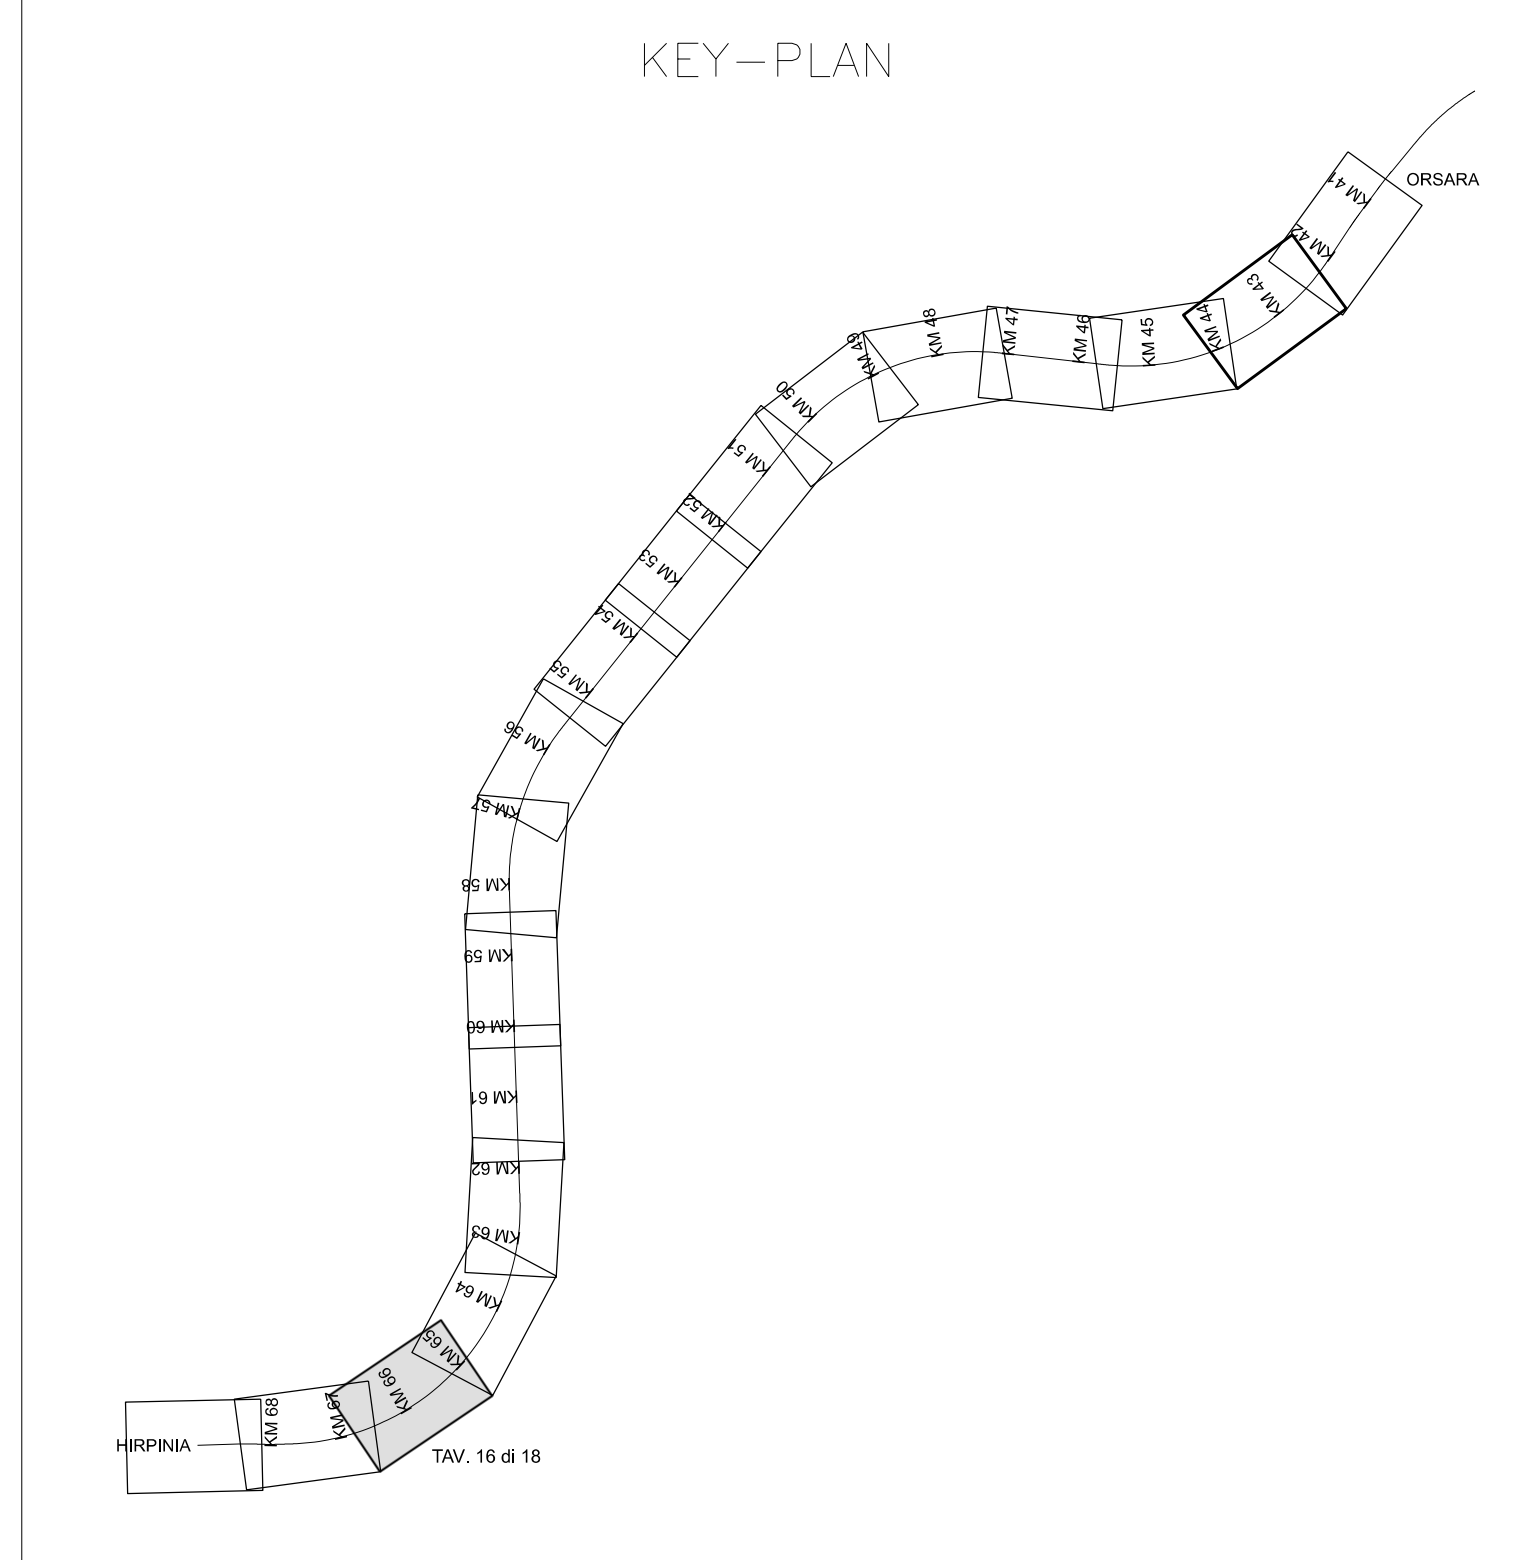 KEY-PLAN
ORSARA
KM 41
KM 42
KM 43
KM 44
KM 45
KM 46
KM 47
KM 48
KM 49
KM 50
KM 51
KM 52
KM 53
KM 54
KM 55
KM 56
KM 57
KM 58
KM 59
KM 60
KM 61
KM 62
KM 63
KM 64
KM 65
KM 66
KM 67
KM 68
HIRPINIA
TAV. 16 di 18